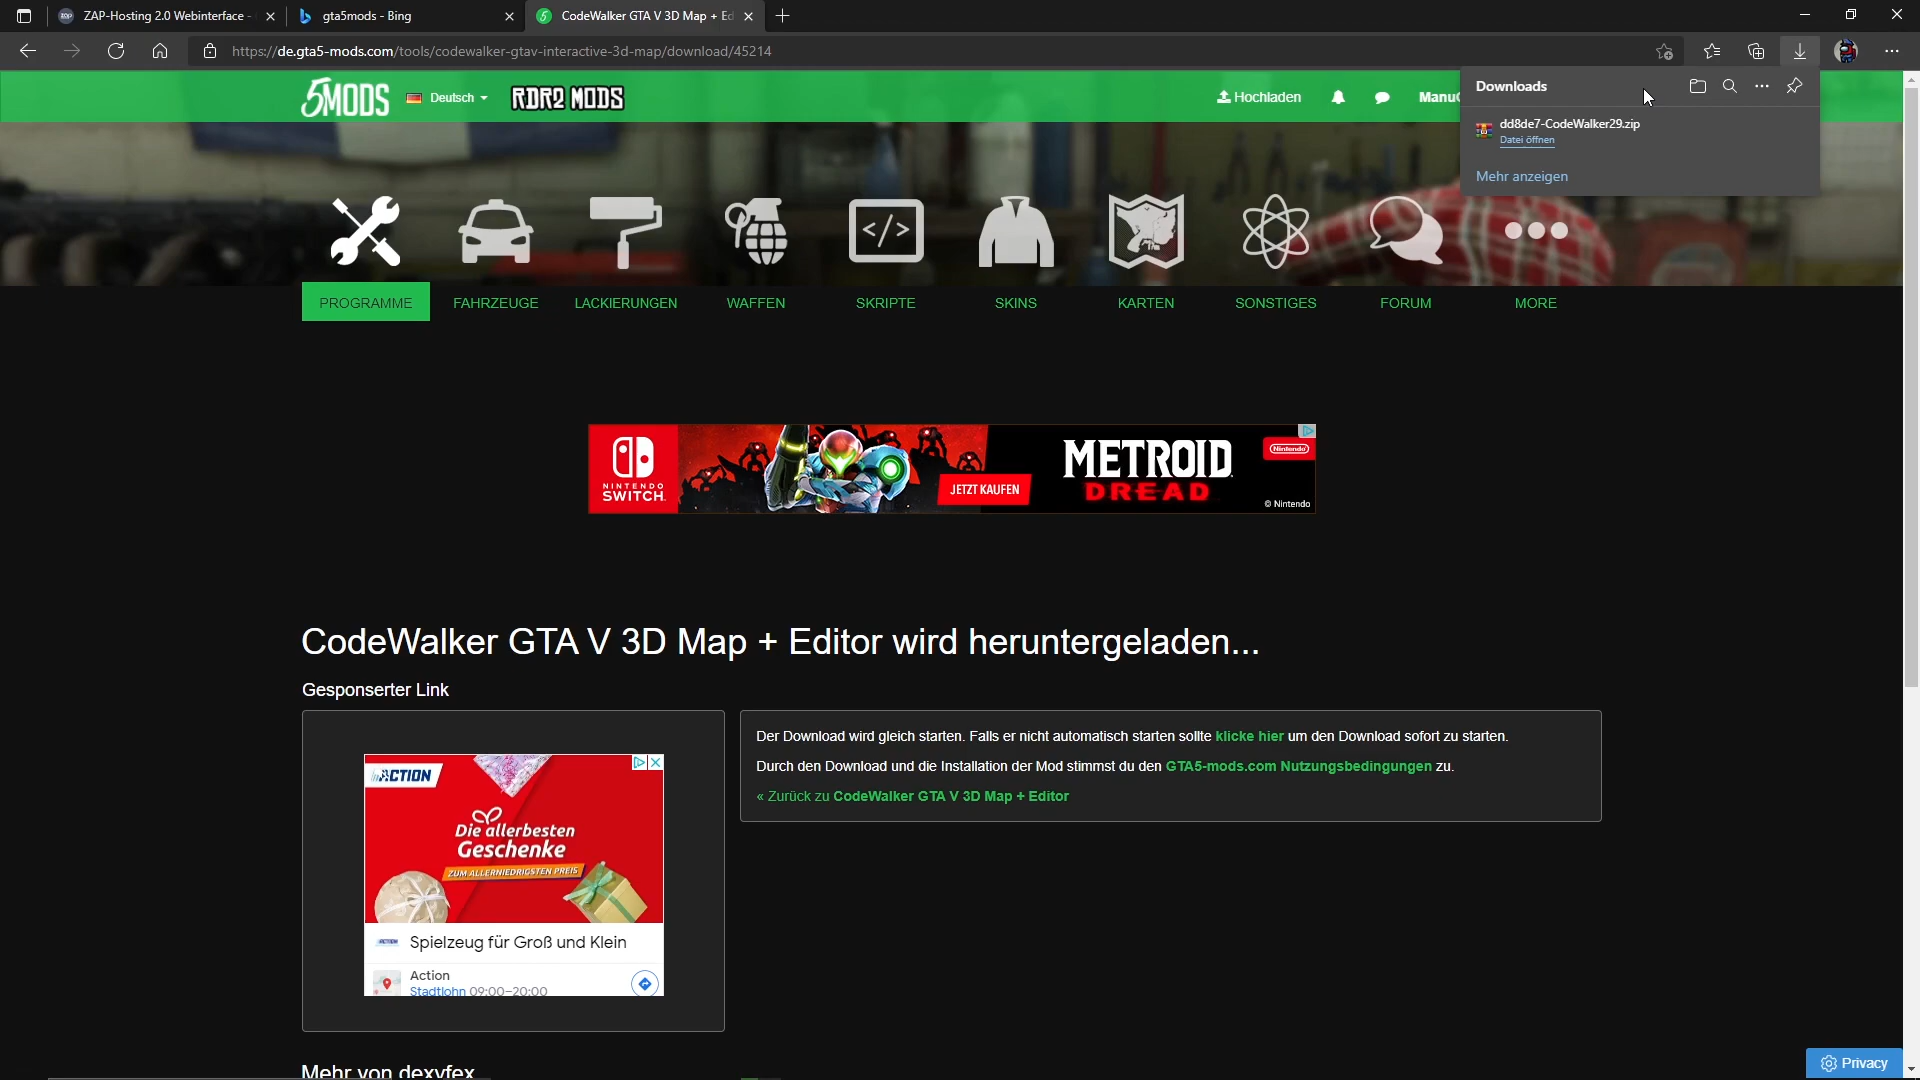 ZAP-Hosting 2.0 Webinterface -
gta5mods - Bing
CodeWalker GTA V 3D Map + Ed
https://de.gta5-mods.com/tools/codewalker-gtav-interactive-3d-map/download/45214
5MODS
Deutsch
RDR2 MODS
Hochladen
Downloads
dd8de7-CodeWalker29.zip
Datei öffnen
Mehr anzeigen
PROGRAMME
FAHRZEUGE
LACKIERUNGEN
WAFFEN
SKRIPTE
SKINS
KARTEN
SONSTIGES
FORUM
MORE
NINTENDO
SWITCH
JETZT KAUFEN
METROID
DREAD
Nintendo
© Nintendo
CodeWalker GTA V 3D Map + Editor wird heruntergeladen...
Gesponserter Link
ACTION
Die allerbesten
Geschenke
ZUM ALLERNIEDRIGSTEN PREIS
Spielzeug für Groß und Klein
Action
Stadtlohn 09:00–20:00
Der Download wird gleich starten. Falls er nicht automatisch starten sollte klicke hier um den Download sofort zu starten.
Durch den Download und die Installation der Mod stimmst du den GTA5-mods.com Nutzungsbedingungen zu.
« Zurück zu CodeWalker GTA V 3D Map + Editor
Mehr von dexyfex
Privacy